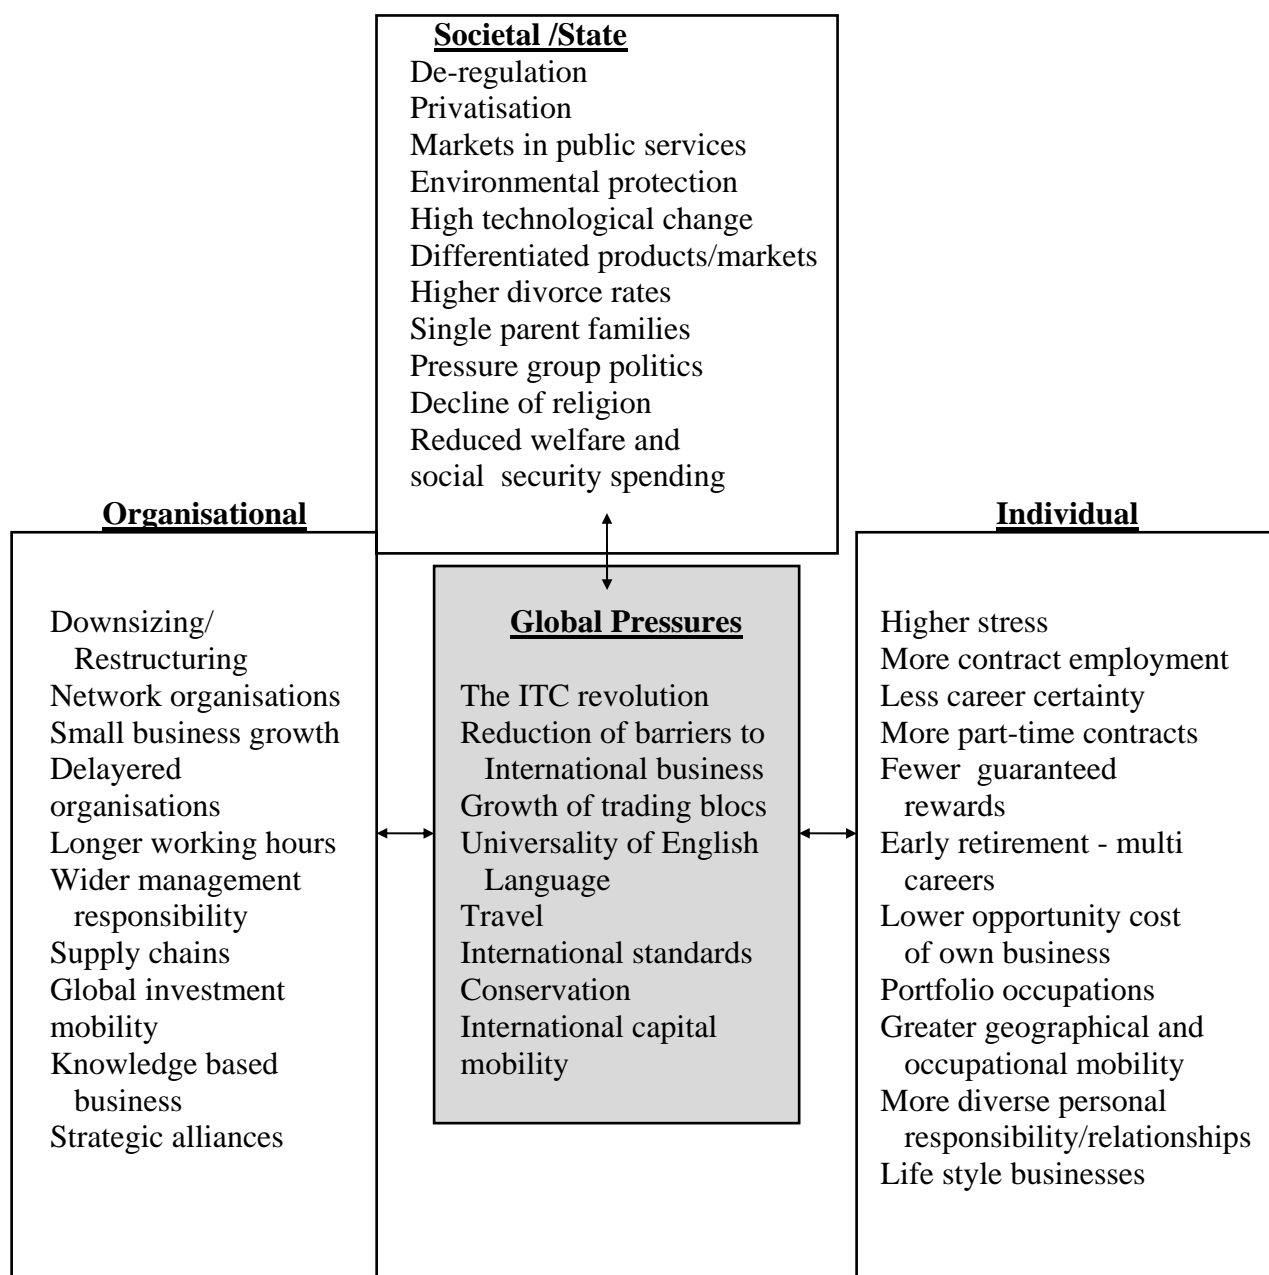 Societal /State
De-regulation
Privatisation
Markets in public services
Environmental protection
High technological change
Differentiated products/markets
Higher divorce rates
Single parent families
Pressure group politics
Decline of religion
Reduced welfare and
social security spending
Organisational
Downsizing/
Restructuring
Network organisations
Small business growth
Delayered
organisations
Longer working hours
Wider management
responsibility
Supply chains
Global investment
mobility
Knowledge based
business
Strategic alliances
Global Pressures
The ITC revolution
Reduction of barriers to
International business
Growth of trading blocs
Universality of English
Language
Travel
International standards
Conservation
International capital
mobility
Individual
Higher stress
More contract employment
Less career certainty
More part-time contracts
Fewer guaranteed
rewards
Early retirement - multi
careers
Lower opportunity cost
of own business
Portfolio occupations
Greater geographical and
occupational mobility
More diverse personal
responsibility/relationships
Life style businesses